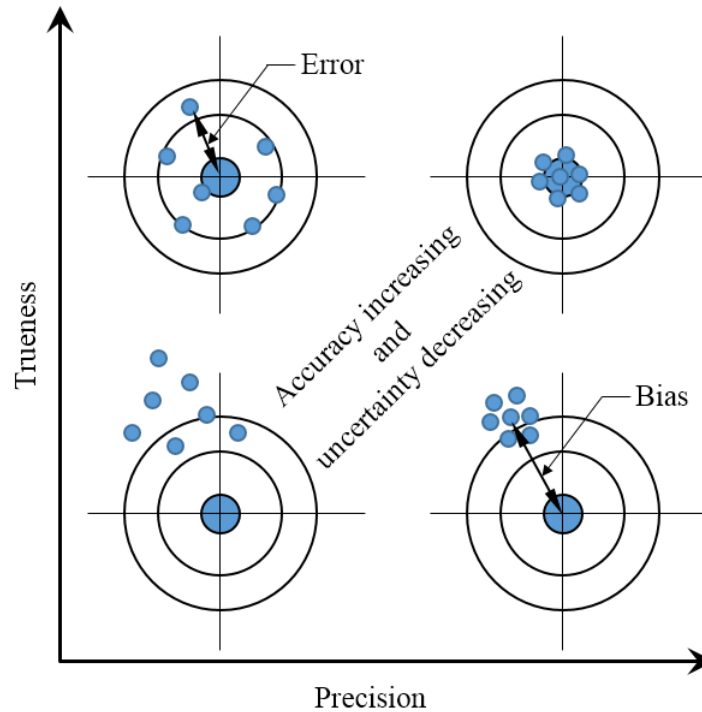 Error
Accuracy increasing
and
uncertainty decreasing
Trueness
Bias
Precision